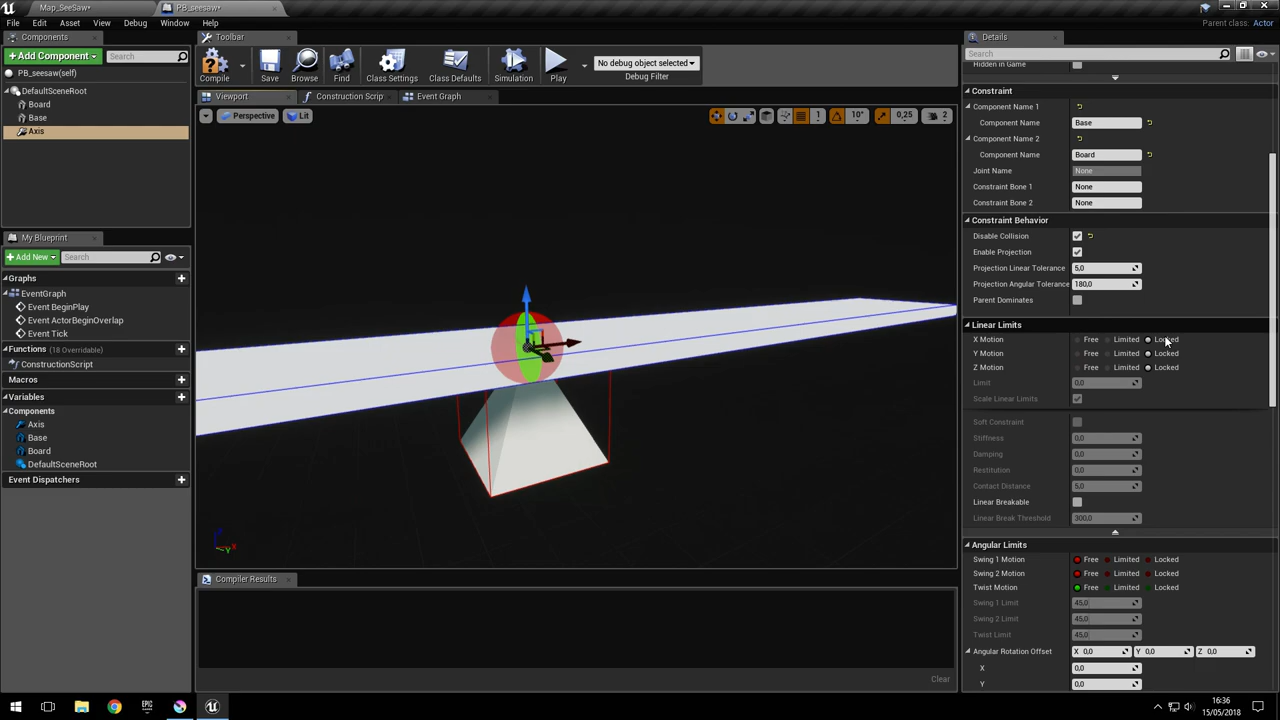 Map_SeeSaw*
PB_seesaw*
File Edit Asset View Debug Window Help
Parent class: Actor
Components
Toolbar
Details
Add Component
Search
Compile
Save
Browse
Find
Class Settings
Class Defaults
Simulation
Play
No debug object selected
Debug Filter
Search
PB_seesaw(self)
DefaultSceneRoot
Board
Base
Axis
Viewport
Construction Scrip
Event Graph
Perspective
Lit
1
10°
0,25
2
Hidden in Game
Constraint
Component Name 1
Component Name Base
Component Name 2
Component Name Board
Joint Name None
Constraint Bone 1 None
Constraint Bone 2 None
Constraint Behavior
Disable Collision
Enable Projection
Projection Linear Tolerance 5,0
Projection Angular Tolerance 180,0
Parent Dominates
Linear Limits
X Motion Free Limited Locked
Y Motion Free Limited Locked
Z Motion Free Limited Locked
Limit 0,0
Scale Linear Limits
Soft Constraint
Stiffness 0,0
Damping 0,0
Restitution 0,0
Contact Distance 5,0
Linear Breakable
Linear Break Threshold 300,0
Angular Limits
Swing 1 Motion Free Limited Locked
Swing 2 Motion Free Limited Locked
Twist Motion Free Limited Locked
Swing 1 Limit 45,0
Swing 2 Limit 45,0
Twist Limit 45,0
Angular Rotation Offset X 0,0 Y 0,0 Z 0,0
X 0,0
Y 0,0
My Blueprint
Add New
Search
Graphs
EventGraph
Event BeginPlay
Event ActorBeginOverlap
Event Tick
Functions (18 Overridable)
ConstructionScript
Macros
Variables
Components
Axis
Base
Board
DefaultSceneRoot
Event Dispatchers
Z
X
Y
Compiler Results
Clear
EPIC
16:36
15/05/2018